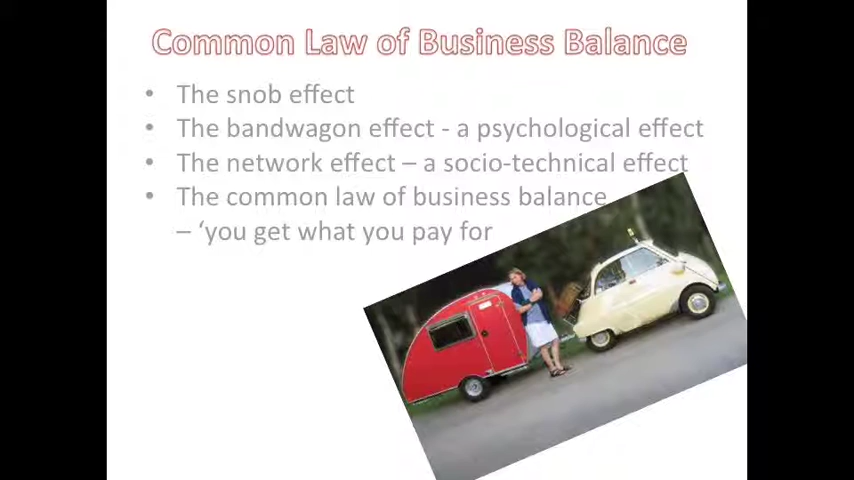 Common Law of Business Balance
• The snob effect
• The bandwagon effect - a psychological effect
• The network effect – a socio-technical effect
• The common law of business balance
– ‘you get what you pay for